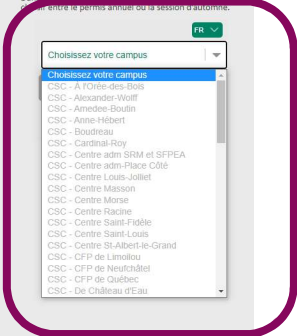 choisir entre le permis annuel ou la session d'automne.
FR
Choisissez votre campus
Choisissez votre campus
CSC - À l'Orée-des-Bois
CSC - Alexander-Wolff
CSC - Amedee-Boutin
CSC - Anne-Hébert
CSC - Boudreau
CSC - Cardinal-Roy
CSC - Centre adm SRM et SFPEA
CSC - Centre adm-Place Côté
CSC - Centre Louis-Jolliet
CSC - Centre Masson
CSC - Centre Morse
CSC - Centre Racine
CSC - Centre Saint-Fidèle
CSC - Centre Saint-Louis
CSC - Centre St-Albert-le-Grand
CSC - CFP de Limoilou
CSC - CFP de Neufchâtel
CSC - CFP de Québec
CSC - De Château d'Eau